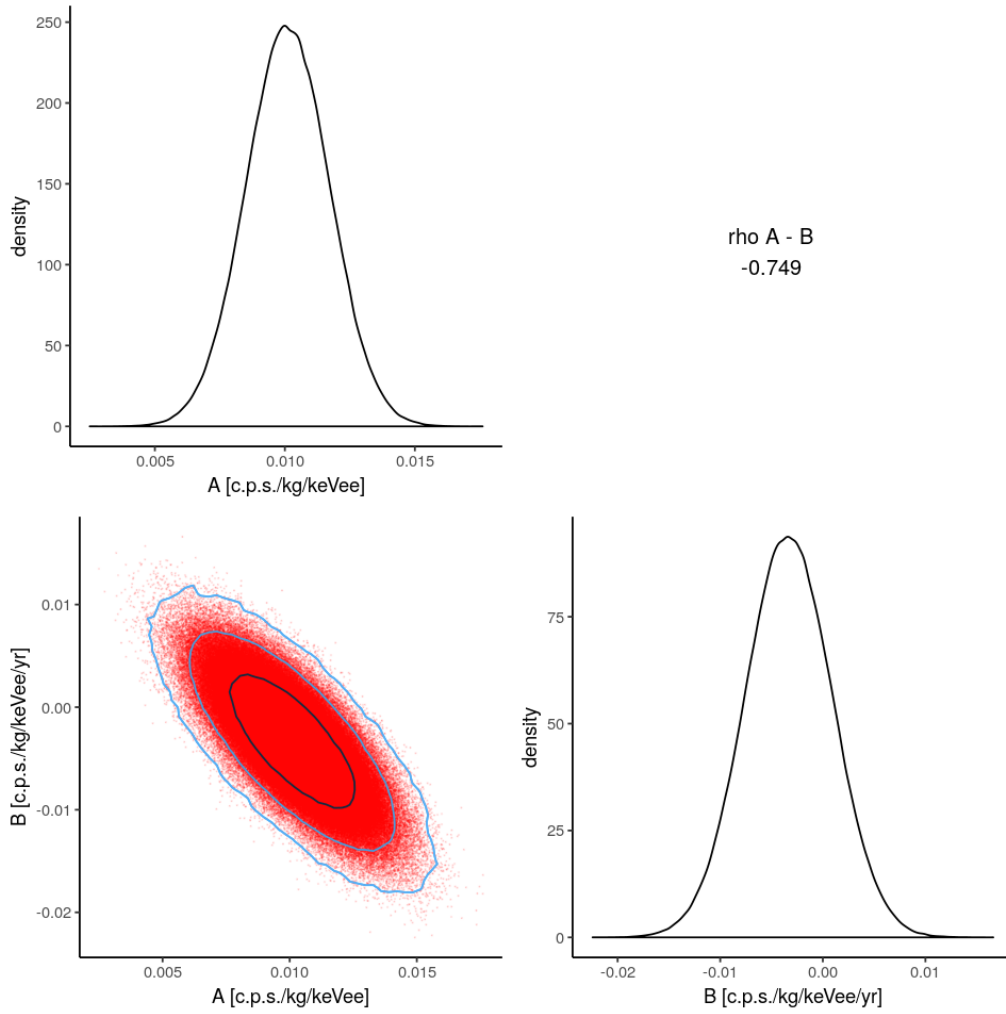 250
200
150
100
50
0
density
0.005 0.010 0.015
A [c.p.s./kg/keVee]
rho A - B
-0.749
0.01
0.00
-0.01
-0.02
B [c.p.s./kg/keVee/yr]
0.005 0.010 0.015
A [c.p.s./kg/keVee]
75
50
25
0
density
-0.02 -0.01 0.00 0.01
B [c.p.s./kg/keVee/yr]